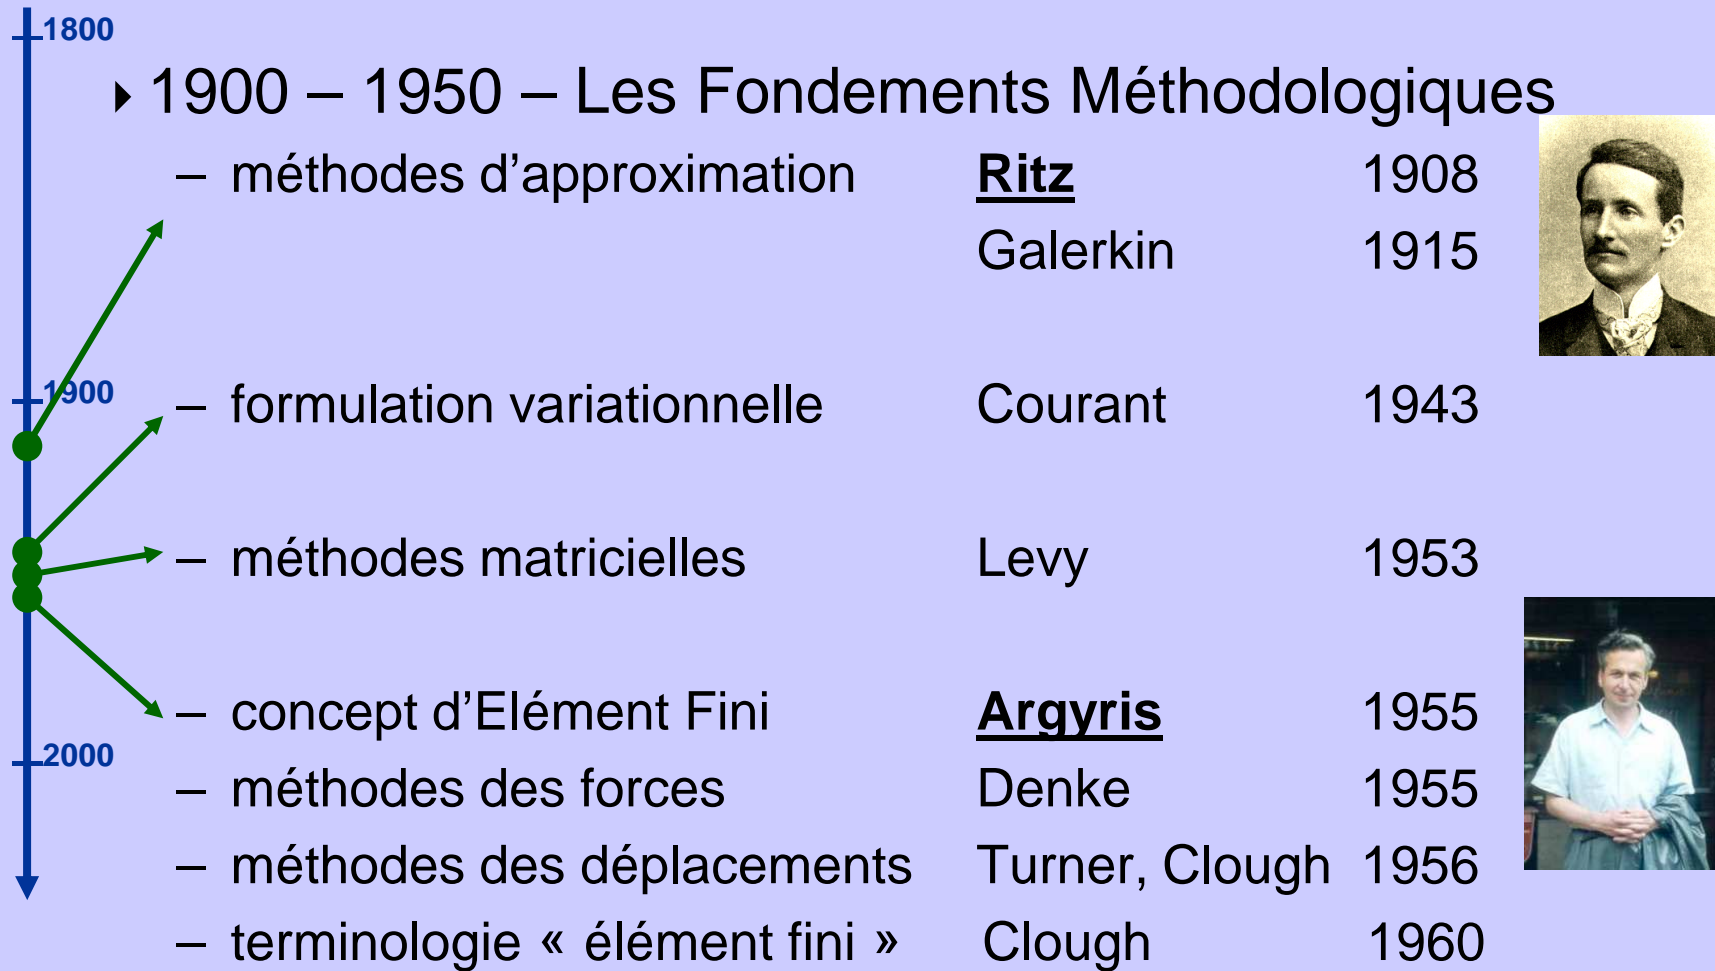 1800
▸ 1900 – 1950 – Les Fondements Méthodologiques
– méthodes d’approximation Ritz 1908
Galerkin 1915
1900
– formulation variationnelle Courant 1943
– méthodes matricielles Levy 1953
– concept d’Elément Fini Argyris 1955
2000
– méthodes des forces Denke 1955
– méthodes des déplacements Turner, Clough 1956
– terminologie « élément fini » Clough 1960